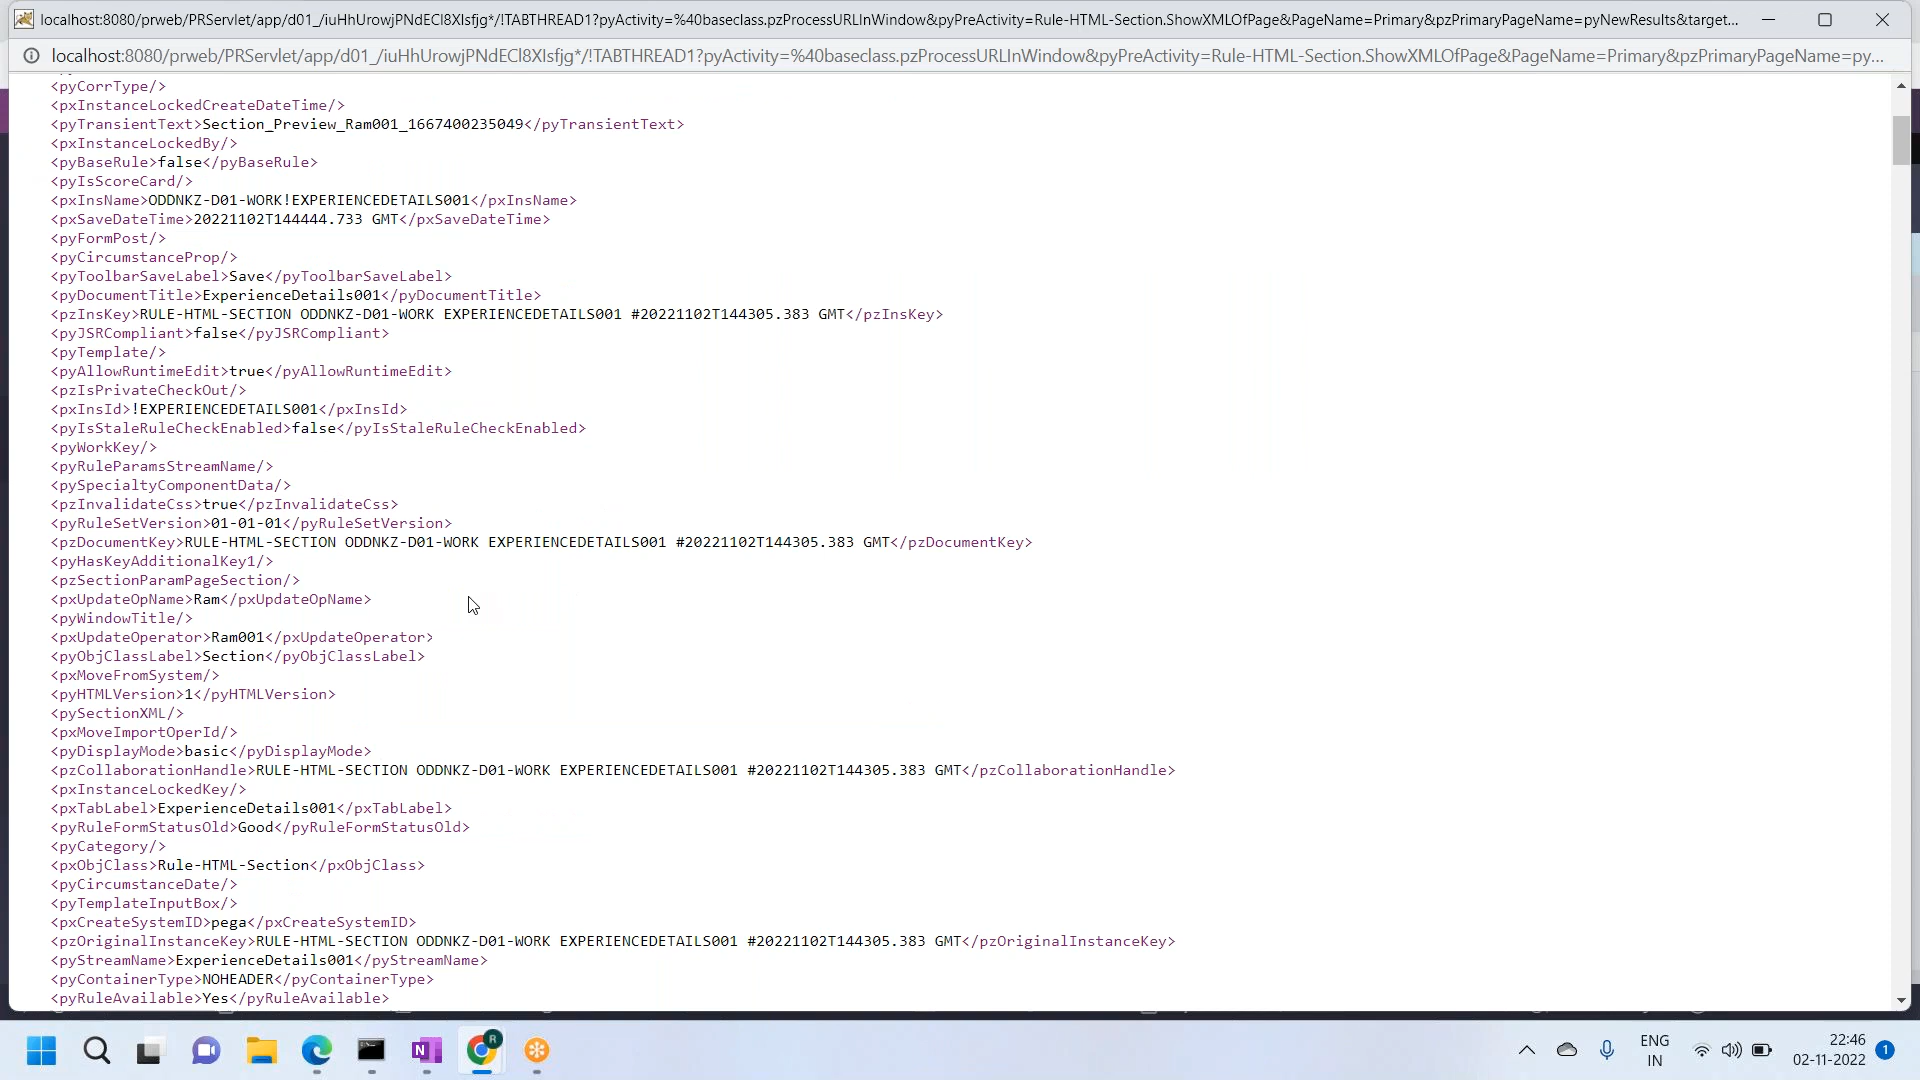 localhost:8080/prweb/PRServlet/app/d01_/iuHhUrowjPNdECl8XIsfjg*/!TABTHREAD1?pyActivity=%40baseclass.pzProcessURLInWindow&pyPreActivity=Rule-HTML-Section.ShowXMLOfPage&PageName=Primary&pzPrimaryPageName=pyNewResults&target...
localhost:8080/prweb/PRServlet/app/d01_/iuHhUrowjPNdECl8XIsfjg*/!TABTHREAD1?pyActivity=%40baseclass.pzProcessURLInWindow&pyPreActivity=Rule-HTML-Section.ShowXMLOfPage&PageName=Primary&pzPrimaryPageName=py...
<pyCorrType/>
<pxInstanceLockedCreateDateTime/>
<pyTransientText>Section_Preview_Ram001_1667400235049</pyTransientText>
<pxInstanceLockedBy/>
<pyBaseRule>false</pyBaseRule>
<pyIsScoreCard/>
<pxInsName>ODDNKZ-D01-WORK!EXPERIENCEDETAILS001</pxInsName>
<pxSaveDateTime>20221102T144444.733 GMT</pxSaveDateTime>
<pyFormPost/>
<pyCircumstanceProp/>
<pyToolbarSaveLabel>Save</pyToolbarSaveLabel>
<pyDocumentTitle>ExperienceDetails001</pyDocumentTitle>
<pzInsKey>RULE-HTML-SECTION ODDNKZ-D01-WORK EXPERIENCEDETAILS001 #20221102T144305.383 GMT</pzInsKey>
<pyJSRCompliant>false</pyJSRCompliant>
<pyTemplate/>
<pyAllowRuntimeEdit>true</pyAllowRuntimeEdit>
<pzIsPrivateCheckOut/>
<pxInsId>!EXPERIENCEDETAILS001</pxInsId>
<pyIsStaleRuleCheckEnabled>false</pyIsStaleRuleCheckEnabled>
<pyWorkKey/>
<pyRuleParamsStreamName/>
<pySpecialtyComponentData/>
<pzInvalidateCss>true</pzInvalidateCss>
<pyRuleSetVersion>01-01-01</pyRuleSetVersion>
<pzDocumentKey>RULE-HTML-SECTION ODDNKZ-D01-WORK EXPERIENCEDETAILS001 #20221102T144305.383 GMT</pzDocumentKey>
<pyHasKeyAdditionalKey1/>
<pzSectionParamPageSection/>
<pxUpdateOpName>Ram</pxUpdateOpName>
<pyWindowTitle/>
<pxUpdateOperator>Ram001</pxUpdateOperator>
<pyObjClassLabel>Section</pyObjClassLabel>
<pxMoveFromSystem/>
<pyHTMLVersion>1</pyHTMLVersion>
<pySectionXML/>
<pxMoveImportOperId/>
<pyDisplayMode>basic</pyDisplayMode>
<pzCollaborationHandle>RULE-HTML-SECTION ODDNKZ-D01-WORK EXPERIENCEDETAILS001 #20221102T144305.383 GMT</pzCollaborationHandle>
<pxInstanceLockedKey/>
<pxTabLabel>ExperienceDetails001</pxTabLabel>
<pyRuleFormStatusOld>Good</pyRuleFormStatusOld>
<pyCategory/>
<pxObjClass>Rule-HTML-Section</pxObjClass>
<pyCircumstanceDate/>
<pyTemplateInputBox/>
<pxCreateSystemID>pega</pxCreateSystemID>
<pzOriginalInstanceKey>RULE-HTML-SECTION ODDNKZ-D01-WORK EXPERIENCEDETAILS001 #20221102T144305.383 GMT</pzOriginalInstanceKey>
<pyStreamName>ExperienceDetails001</pyStreamName>
<pyContainerType>NOHEADER</pyContainerType>
<pyRuleAvailable>Yes</pyRuleAvailable>
R
N
ENG
IN
22:46
02-11-2022
1